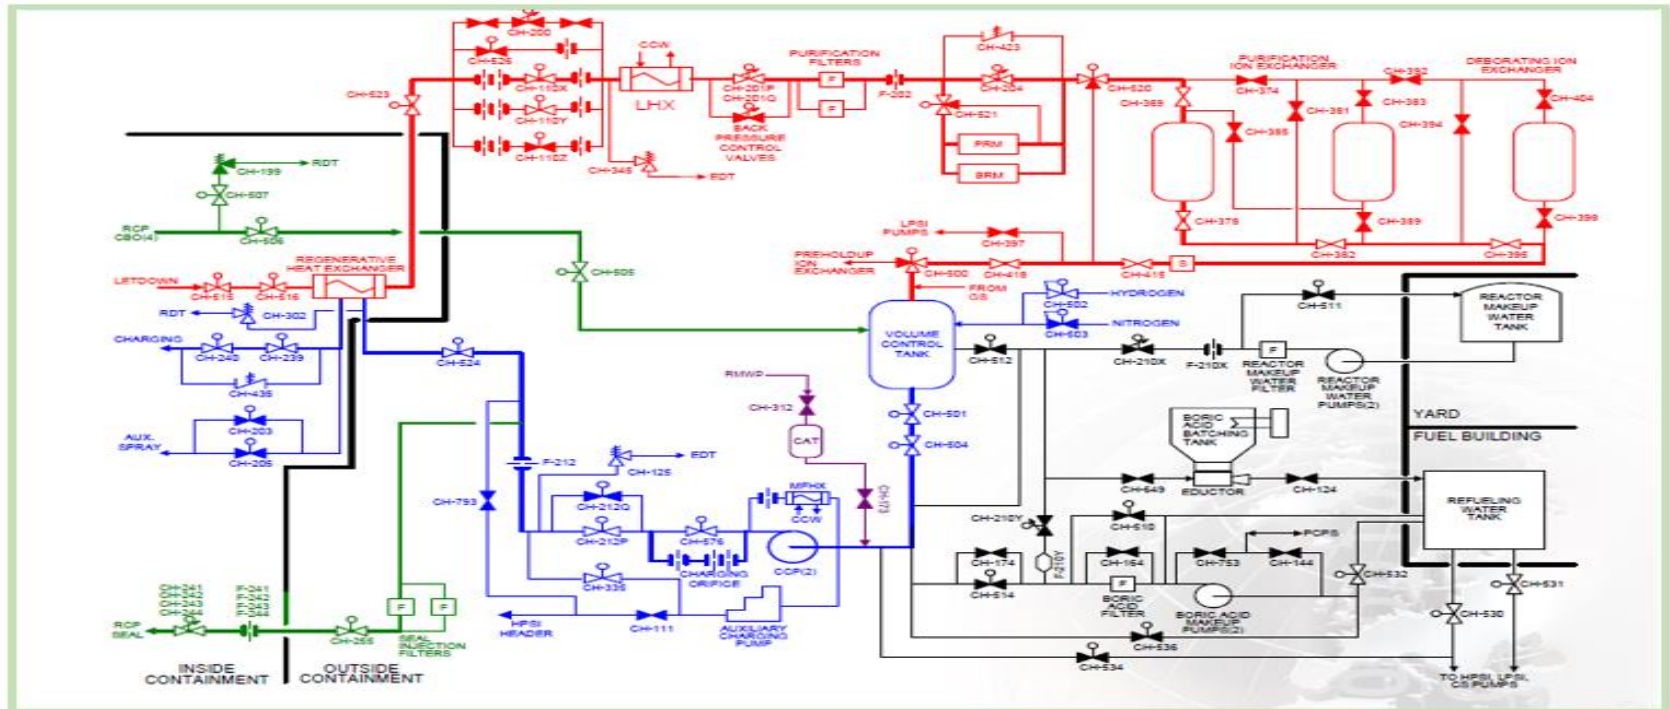 CH-200
CH-526
CCW
PURIFICATION
FILTERS
CH-423
PURIFICATION
ION EXCHANGER
CH-392
DEBORATING ION
EXCHANGER
CH-523
CH-110X
LHX
CH-201P
CH-201Q
F
F-202
CH-204
CH-520
CH-374
CH-369
CH-383
CH-404
CH-110Y
F
CH-521
CH-381
CH-394
BACK
PRESSURE
CONTROL
VALVES
CH-110Z
PRM
BRM
CH-345
EDT
RDT
CH-199
CH-507
RCP
CBO(4)
CH-506
CH-505
LPSI
PUMPS
CH-397
CH-378
CH-389
CH-399
CH-382
CH-395
REGENERATIVE
HEAT EXCHANGER
PREHOLDUP
ION
EXCHANGER
CH-500
CH-418
CH-415
S
LETDOWN
CH-515
CH-516
FROM
GS
RDT
CH-302
CH-502
HYDROGEN
CH-503
NITROGEN
CH-511
REACTOR
MAKEUP
WATER
TANK
CHARGING
CH-240
CH-239
CH-524
VOLUME
CONTROL
TANK
CH-512
CH-210X
F-210X
F
REACTOR
MAKEUP
WATER
FILTER
REACTOR
MAKEUP
WATER
PUMPS(2)
CH-435
RMWP
CH-312
CAT
CH-203
AUX.
SPRAY
CH-205
CH-501
CH-504
BORIC
ACID
BATCHING
TANK
YARD
FUEL BUILDING
F-212
CH-125
EDT
CH-793
CH-212Q
MFHX
CCW
CH-173
CH-649
EDUCTOR
CH-124
REFUELING
WATER
TANK
CH-212P
CH-576
CHARGING
ORIFICE
CCP(2)
CH-210Y
CH-510
PCPS
CH-174
CH-164
CH-753
CH-144
F-210Y
CH-532
CH-531
CH-335
CH-514
F
BORIC
ACID
FILTER
BORIC ACID
MAKEUP
PUMPS(2)
CH-530
CH-241
CH-242
CH-243
CH-244
F-241
F-242
F-243
F-244
F
F
RCP
SEAL
CH-255
SEAL
INJECTION
FILTERS
HPSI
HEADER
CH-111
AUXILIARY
CHARGING
PUMP
CH-536
CH-534
INSIDE
CONTAINMENT
OUTSIDE
CONTAINMENT
TO HPSI, LPSI,
CS PUMPS